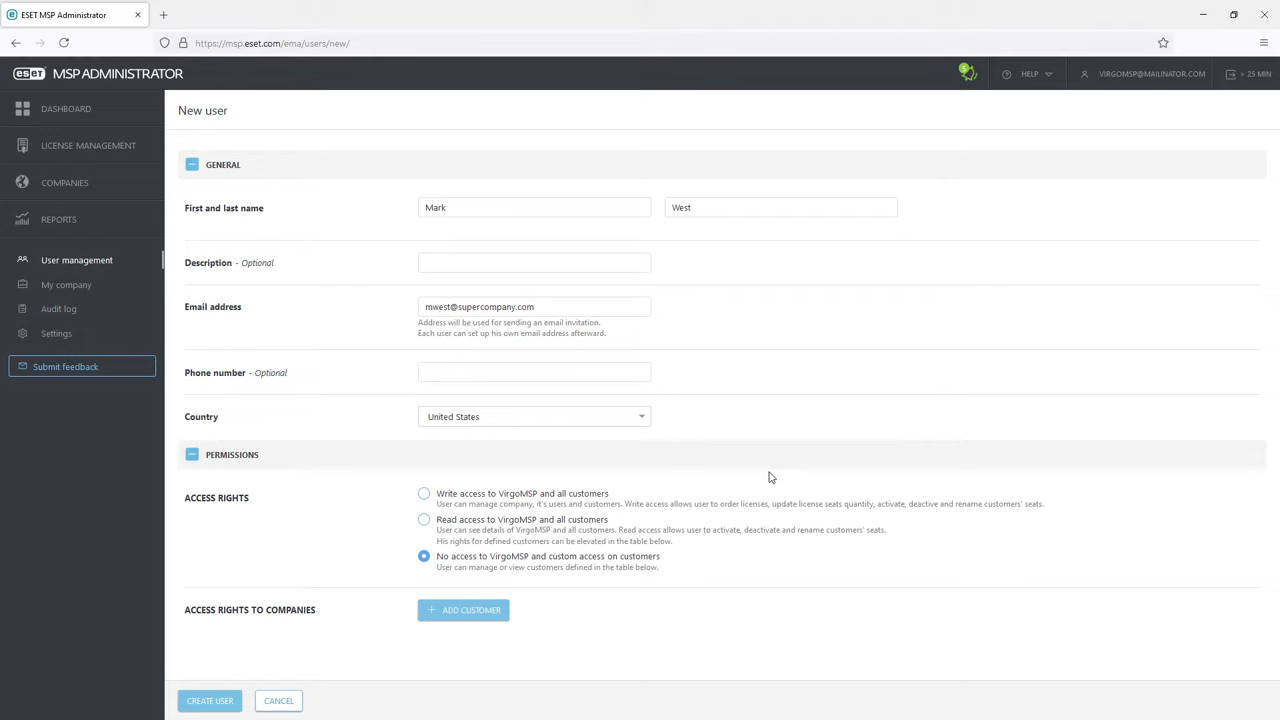 ESET MSP Administrator
https://msp.eset.com/ema/users/new/
eset MSP ADMINISTRATOR
5
HELP
VIRGOMSP@MAILINATOR.COM
> 25 MIN
DASHBOARD
LICENSE MANAGEMENT
COMPANIES
REPORTS
User management
My company
Audit log
Settings
Submit feedback
New user
GENERAL
First and last name
Mark
West
Description - Optional
Email address
mwest@supercompany.com
Address will be used for sending an email invitation.
Each user can set up his own email address afterward.
Phone number - Optional
Country
United States
PERMISSIONS
ACCESS RIGHTS
Write access to VirgoMSP and all customers
User can manage company, it's users and customers. Write access allows user to order licenses, update license seats quantity, activate, deactive and rename customers' seats.
Read access to VirgoMSP and all customers
User can see details of VirgoMSP and all customers. Read access allows user to activate, deactivate and rename customers' seats.
His rights for defined customers can be elevated in the table below.
No access to VirgoMSP and custom access on customers
User can manage or view customers defined in the table below.
ACCESS RIGHTS TO COMPANIES
ADD CUSTOMER
CREATE USER
CANCEL